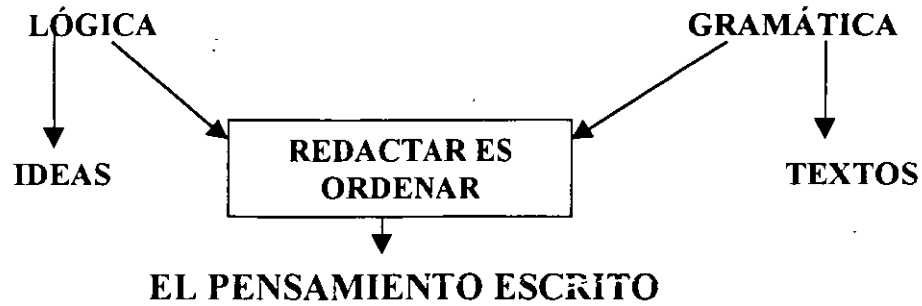 LÓGICA
GRAMÁTICA
REDACTAR ES
ORDENAR
IDEAS
TEXTOS
EL PENSAMIENTO ESCRITO